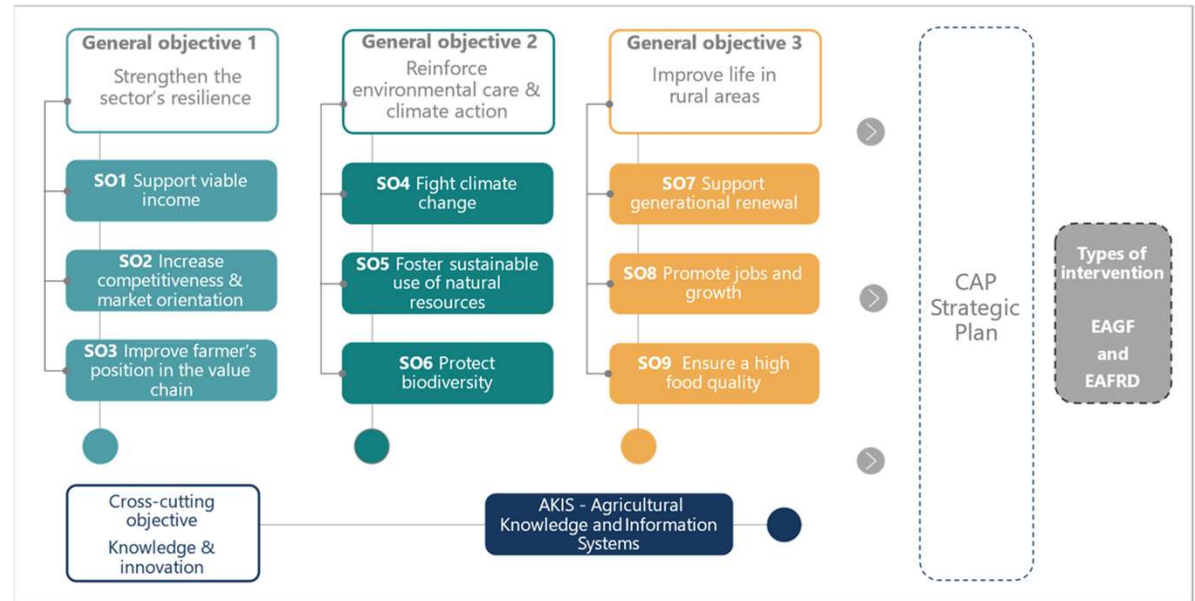 General objective 1
Strengthen the
sector's resilience
SO1 Support viable
income
SO2 Increase
competitiveness &
market orientation
SO3 Improve farmer's
position in the value
chain
General objective 2
Reinforce
environmental care &
climate action
SO4 Fight climate
change
SO5 Foster sustainable
use of natural
resources
SO6 Protect
biodiversity
General objective 3
Improve life in
rural areas
SO7 Support
generational renewal
SO8 Promote jobs and
growth
SO9 Ensure a high
food quality
Cross-cutting
objective
Knowledge &
innovation
AKIS - Agricultural
Knowledge and Information
Systems
CAP
Strategic
Plan
Types of
intervention
EAGF
and
EAFRD